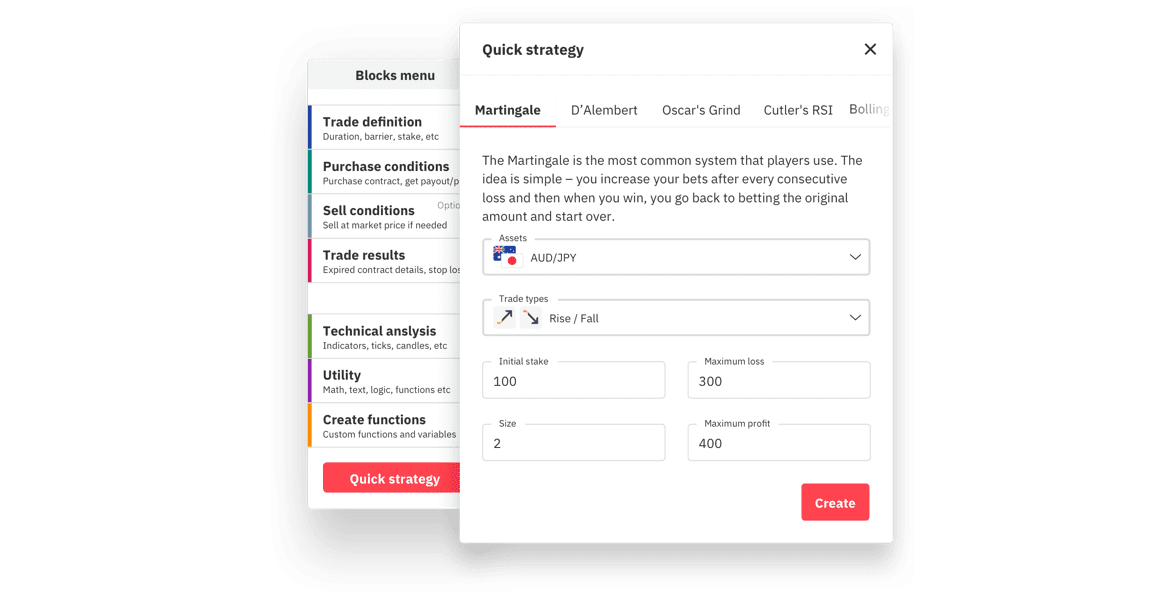 Blocks menu
Trade definition
Duration, barrier, stake, etc
Purchase conditions
Purchase contract, get payout/p
Sell conditions
Optio
Sell at market price if needed
Trade results
Expired contract details, stop los
Technical anslysis
Indicators, ticks, candles, etc
Utility
Math, text, logic, functions etc
Create functions
Custom functions and variables
Quick strategy
Quick strategy
Martingale D’Alembert Oscar's Grind Cutler's RSI Bolling
The Martingale is the most common system that players use. The
idea is simple – you increase your bets after every consecutive
loss and then when you win, you go back to betting the original
amount and start over.
Assets
AUD/JPY
Trade types
Rise / Fall
Initial stake
100
Maximum loss
300
Size
2
Maximum profit
400
Create